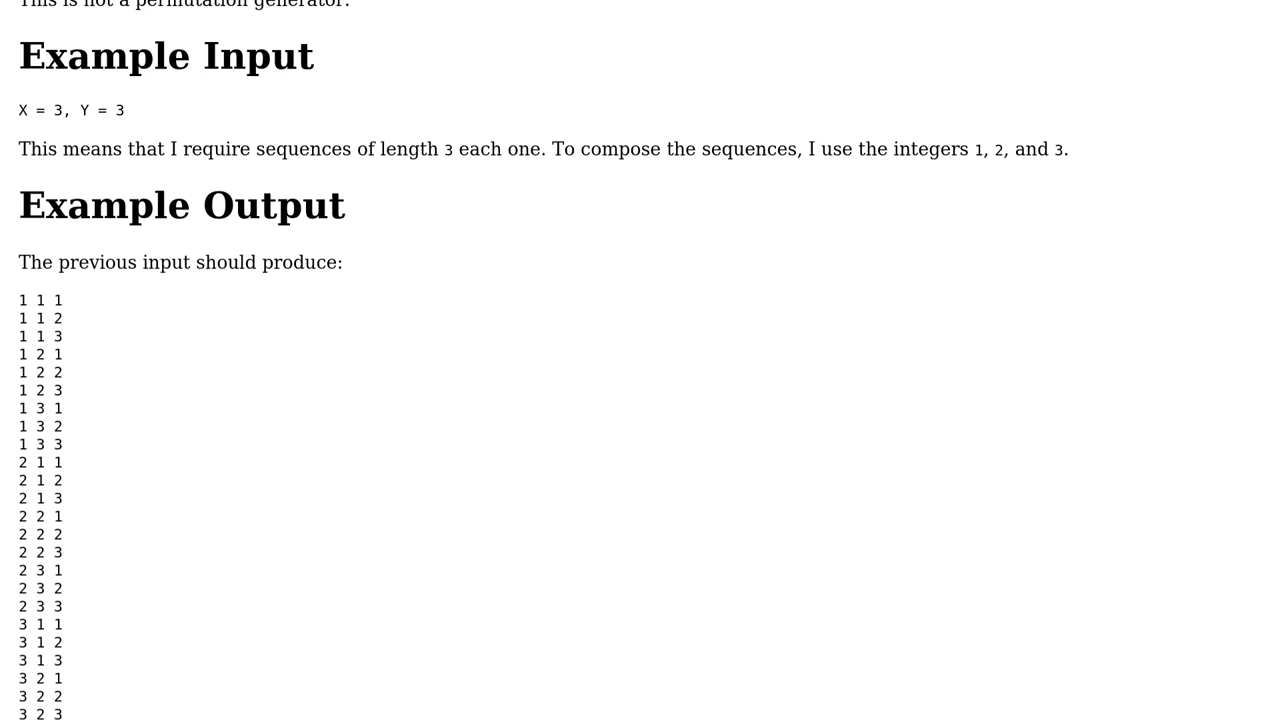 This is not a permutation generator.
Example Input
X = 3, Y = 3
This means that I require sequences of length 3 each one. To compose the sequences, I use the integers 1, 2, and 3.
Example Output
The previous input should produce:
1 1 1
1 1 2
1 1 3
1 2 1
1 2 2
1 2 3
1 3 1
1 3 2
1 3 3
2 1 1
2 1 2
2 1 3
2 2 1
2 2 2
2 2 3
2 3 1
2 3 2
2 3 3
3 1 1
3 1 2
3 1 3
3 2 1
3 2 2
3 2 3